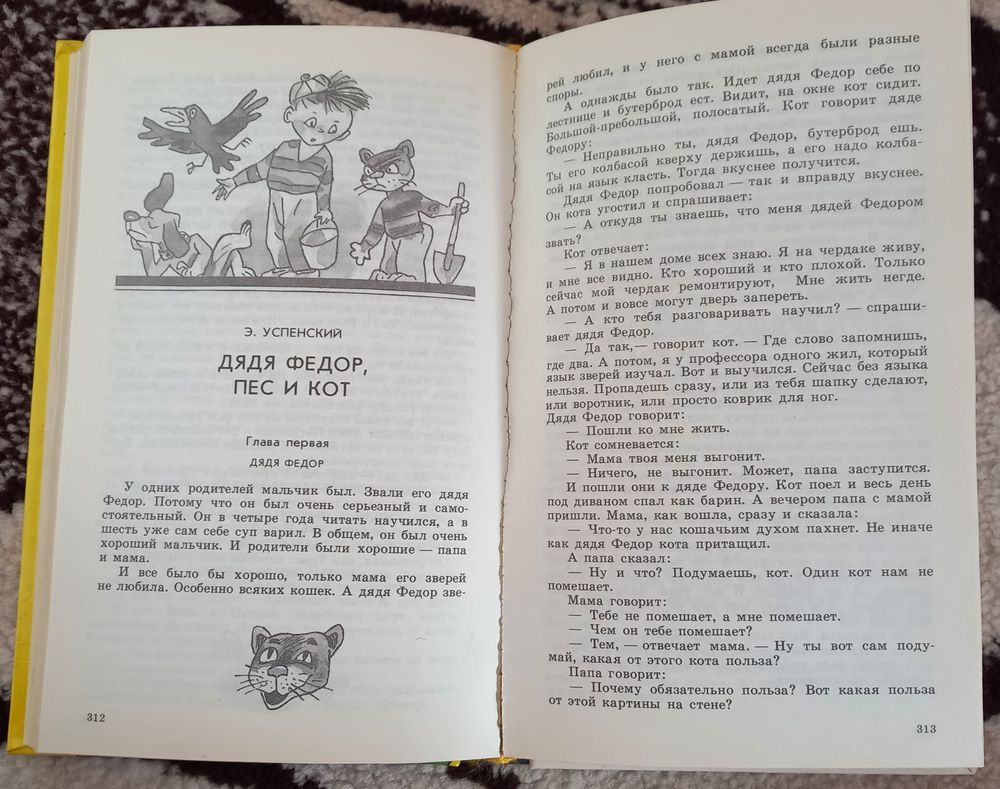 Э. УСПЕНСКИЙ
ДЯДЯ ФЕДОР,
ПЕС И КОТ
Глава первая
ДЯДЯ ФЕДОР
У одних родителей мальчик был. Звали его дядя
Федор. Потому что он был очень серьезный и само-
стоятельный. Он в четыре года читать научился, а в
шесть уже сам себе суп варил. В общем, он был очень
хороший мальчик. И родители были хорошие — папа
и мама.
И все было бы хорошо, только мама его зверей
не любила. Особенно всяких кошек. А дядя Федор зве-
312
рей любил, и у него с мамой всегда были разные
споры.
А однажды было так. Идет дядя Федор себе по
лестнице и бутерброд ест. Видит, на окне кот сидит.
Большой-пребольшой, полосатый. Кот говорит дяде
Федору:
— Неправильно ты, дядя Федор, бутерброд ешь.
Ты его колбасой кверху держишь, а его надо колба-
сой на язык класть. Тогда вкуснее получится.
Дядя Федор попробовал — так и вправду вкуснее.
Он кота угостил и спрашивает:
— А откуда ты знаешь, что меня дядей Федором
звать?
Кот отвечает:
— Я в нашем доме всех знаю. Я на чердаке живу,
и мне все видно. Кто хороший и кто плохой. Только
сейчас мой чердак ремонтируют, Мне жить негде.
А потом и вовсе могут дверь запереть.
— А кто тебя разговаривать научил? — спраши-
вает дядя Федор.
— Да так,— говорит кот. — Где слово запомнишь,
где два. А потом, я у профессора одного жил, который
язык зверей изучал. Вот и выучился. Сейчас без языка
нельзя. Пропадешь сразу, или из тебя шапку сделают,
или воротник, или просто коврик для ног.
Дядя Федор говорит:
— Пошли ко мне жить.
Кот сомневается:
— Мама твоя меня выгонит.
— Ничего, не выгонит. Может, папа заступится.
И пошли они к дяде Федору. Кот поел и весь день
под диваном спал как барин. А вечером папа с мамой
пришли. Мама, как вошла, сразу и сказала:
— Что-то у нас кошачьим духом пахнет. Не иначе
как дядя Федор кота притащил.
А папа сказал:
— Ну и что? Подумаешь, кот. Один кот нам не
помешает.
Мама говорит:
— Тебе не помешает, а мне помешает.
— Чем он тебе помешает?
— Тем, — отвечает мама. — Ну ты вот сам поду-
май, какая от этого кота польза?
Папа говорит:
— Почему обязательно польза? Вот какая польза
от этой картины на стене?
313